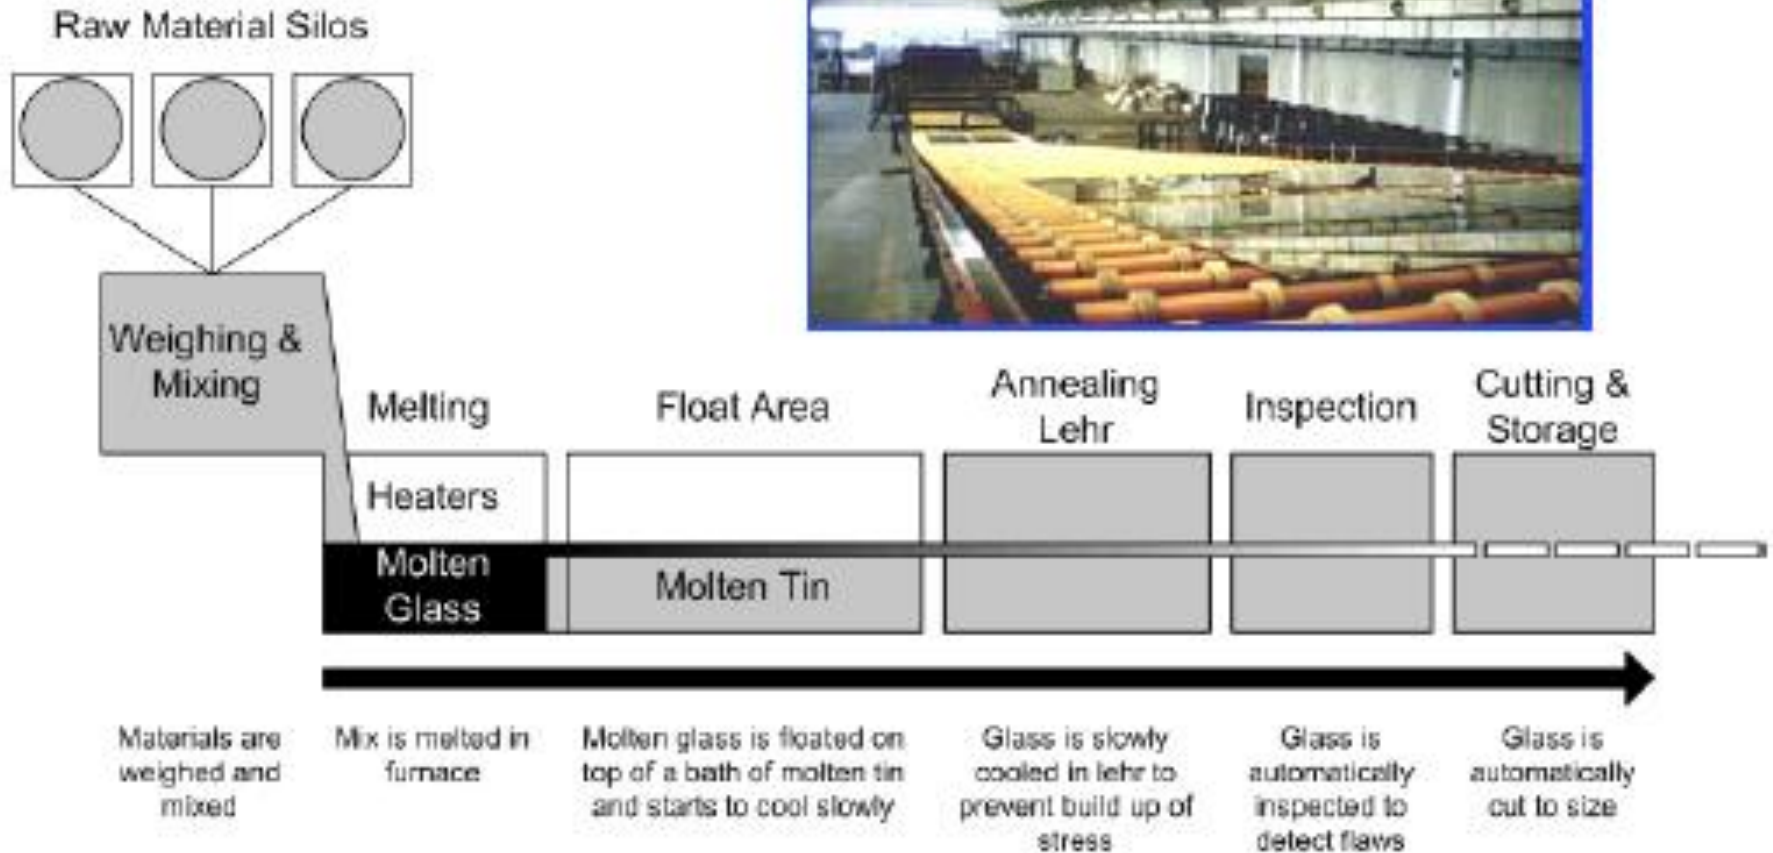 Raw Material Silos
Weighing &
Mixing
Melting
Float Area
Annealing
Lehr
Inspection
Cutting &
Storage
Heaters
Molten
Glass
Molten Tin
Materials are
weighed and
mixed
Mix is melted in
furnace
Molten glass is floated on
top of a bath of molten tin
and starts to cool slowly
Glass is slowly
cooled in lehr to
prevent build up of
stress
Glass is
automatically
inspected to
detect flaws
Glass is
automatically
cut to size